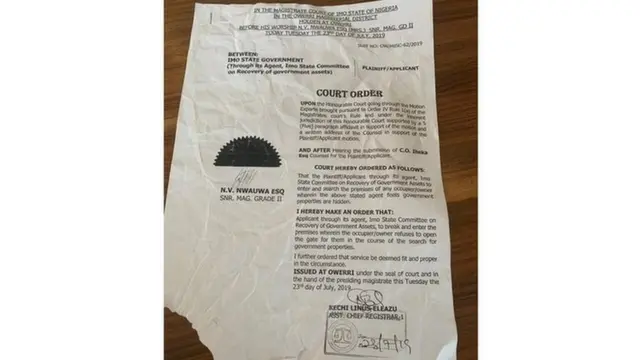 IN THE MAGISTRATE COURT OF IMO STATE OF NIGERIA
IN THE OWERRI MAGISTERIAL DISTRICT
HOLDEN AT OWERRI
BEFORE HIS WORSHIP N.V. NWAUWA ESQ SNR. MAG. GD II
TODAY TUESDAY THE 23RD DAY OF JULY, 2019
BETWEEN:
IMO STATE GOVERNMENT
(Through its Agent, Imo State Committee
on Recovery of government assets)
PLAINTIFF/APPLICANT
COURT ORDER
UPON the Honourable Court going through the Motion
Exparte brought pursuant to Order IV Rule of the
Magistrates court's Rule and under the inherent
jurisdiction of this Honourable Court supported by a 5
(five) paragraph affidavit in support of the motion and
a written address of the Counsel in support of the
Plaintiff/Applicant motion.
AND AFTER Hearing the submission of C.O.
Esq Counsel for the Plaintiff/Applicant.
COURT HEREBY ORDERED AS FOLLOWS:
That the Plaintiff/Applicant through its agent, Imo
State Committee on Recovery of Government Assets to
enter and search the premises of any occupier/owner
wherein the above stated agent finds government
properties are hidden.
I HEREBY MAKE AN ORDER THAT:
Applicant through its agent, Imo State Committee on
Recovery of Government Assets, to break and enter the
premises wherein the occupier/owner refuses to open
the gate for them in the course of the search for
government properties.
I further ordered that service be deemed fit and proper
in the circumstance.
ISSUED AT OWERRI under the seal of court and in
the hand of the presiding magistrate this Tuesday the
23rd day of July, 2019.
N.V. NWAUWA ESQ
SNR. MAG. GRADE II
KECHI LINUS-ELEAZU
ASST. CHIEF REGISTRAR
23/7/19